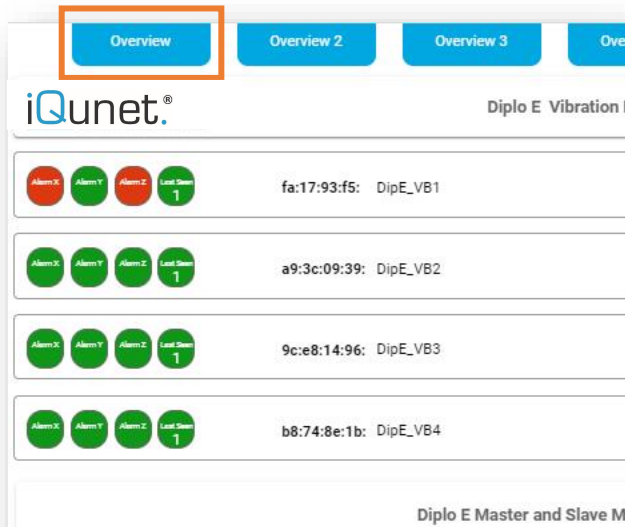 Overview Overview 2 Overview 3 Ove
iQunet.®
Diplo E Vibration
Alarm X Alarm Y Alarm Z Last Seen 1 fa:17:93:f5: DipE_VB1
Alarm X Alarm Y Alarm Z Last Seen 1 a9:3c:09:39: DipE_VB2
Alarm X Alarm Y Alarm Z Last Seen 1 9c:e8:14:96: DipE_VB3
Alarm X Alarm Y Alarm Z Last Seen 1 b8:74:8e:1b: DipE_VB4
Diplo E Master and Slave M